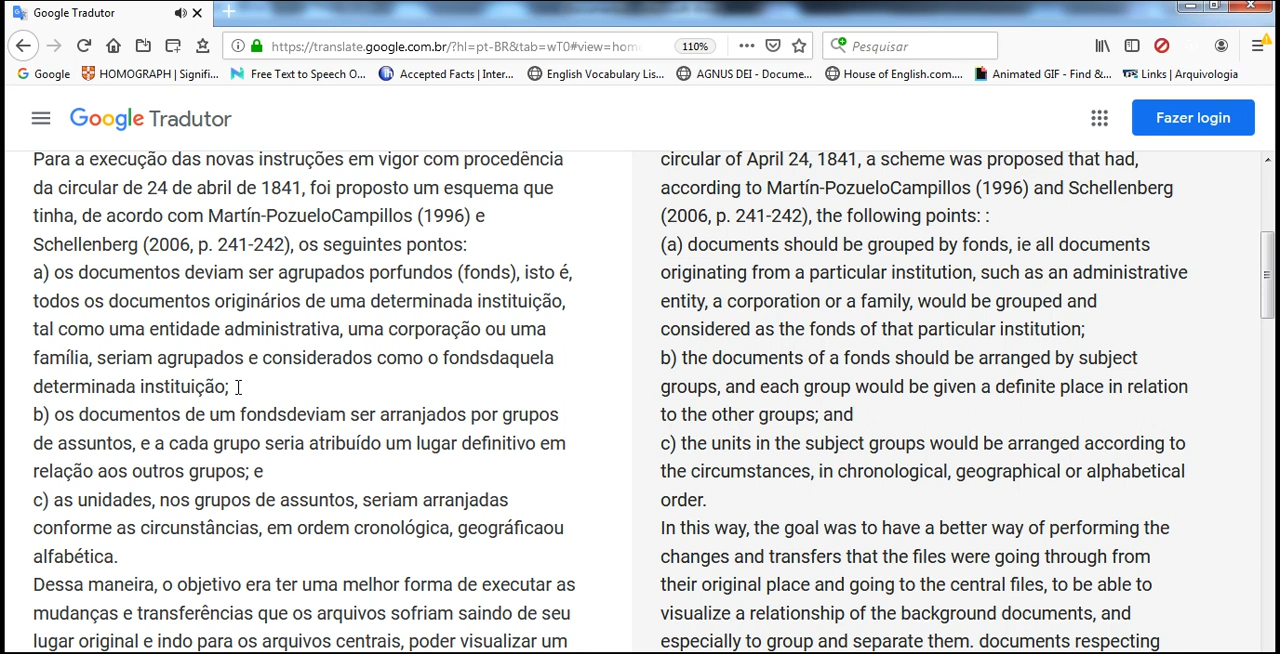 Google Tradutor
https://translate.google.com.br/?hl=pt-BR&tab=wT0#view=hom
110%
Pesquisar
Google
HOMOGRAPH | Signifi...
Free Text to Speech O...
Accepted Facts | Inter...
English Vocabulary Lis...
AGNUS DEI - Docume...
House of English.com....
Animated GIF - Find &...
Links | Arquivologia
Google Tradutor
Fazer login
Para a execução das novas instruções em vigor com procedência
da circular de 24 de abril de 1841, foi proposto um esquema que
tinha, de acordo com Martín-PozueloCampillos (1996) e
Schellenberg (2006, p. 241-242), os seguintes pontos:
a) os documentos deviam ser agrupados porfundos (fonds), isto é,
todos os documentos originários de uma determinada instituição,
tal como uma entidade administrativa, uma corporação ou uma
família, seriam agrupados e considerados como o fondsdaquela
determinada instituição;
b) os documentos de um fondsdeviam ser arranjados por grupos
de assuntos, e a cada grupo seria atribuído um lugar definitivo em
relação aos outros grupos; e
c) as unidades, nos grupos de assuntos, seriam arranjadas
conforme as circunstâncias, em ordem cronológica, geográficaou
alfabética.
Dessa maneira, o objetivo era ter uma melhor forma de executar as
mudanças e transferências que os arquivos sofriam saindo de seu
lugar original e indo para os arquivos centrais, poder visualizar um
circular of April 24, 1841, a scheme was proposed that had,
according to Martín-PozueloCampillos (1996) and Schellenberg
(2006, p. 241-242), the following points: :
(a) documents should be grouped by fonds, ie all documents
originating from a particular institution, such as an administrative
entity, a corporation or a family, would be grouped and
considered as the fonds of that particular institution;
b) the documents of a fonds should be arranged by subject
groups, and each group would be given a definite place in relation
to the other groups; and
c) the units in the subject groups would be arranged according to
the circumstances, in chronological, geographical or alphabetical
order.
In this way, the goal was to have a better way of performing the
changes and transfers that the files were going through from
their original place and going to the central files, to be able to
visualize a relationship of the background documents, and
especially to group and separate them. documents respecting